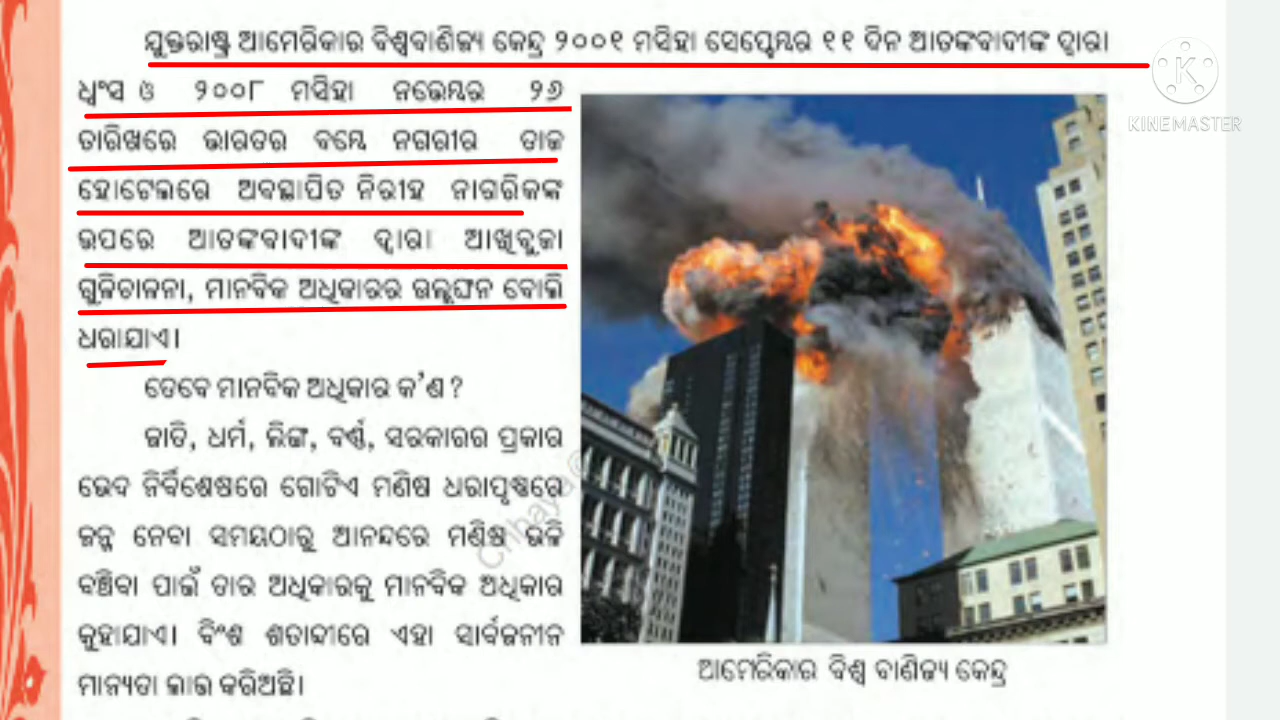 ଯୁକ୍ତରାଷ୍ଟ୍ର ଆମେରିକାର ବିଶ୍ୱବାଣିଜ୍ୟ କେନ୍ଦ୍ର ୨୦୦୧ ମସିହା ସେପ୍ଟେମ୍ବର ୧୧ ଦିନ ଆତଙ୍କବାଦୀଙ୍କ ଦ୍ୱାରା
ଧ୍ୱଂସ ଓ ୨୦୦୮ ମସିହା ନଭେମ୍ବର ୨୬
ତାରିଖରେ ଭାରତର ବମ୍ବେ ନଗରୀର ତାଜ
ହୋଟେଲରେ ଅବସ୍ଥାପିତ ନିରୀହ ନାଗରିକଙ୍କ
ଉପରେ ଆତଙ୍କବାଦୀଙ୍କ ଦ୍ୱାରା ଆଖିବୁଜା
ଗୁଳିଚାଳନା, ମାନବିକ ଅଧିକାରର ଉଲ୍ଲଙ୍ଘନ ବୋଲି
ଧରାଯାଏ।
ତେବେ ମାନବିକ ଅଧିକାର କ'ଣ ?
ଜାତି, ଧର୍ମ, ଲିଙ୍ଗ, ବର୍ଣ୍ଣ, ସରକାରର ପ୍ରକାର
ଭେଦ ନିର୍ବିଶେଷରେ ଗୋଟିଏ ମଣିଷ ଧରାପୃଷ୍ଠରେ
ଜନ୍ମ ନେବା ସମୟଠାରୁ ଆନନ୍ଦରେ ମଣିଷ ଭଳି
ବଞ୍ଚିବା ପାଇଁ ତାର ଅଧିକାରକୁ ମାନବିକ ଅଧିକାର
କୁହାଯାଏ। ବିଂଶ ଶତାବ୍ଦୀରେ ଏହା ସାର୍ବଜନୀନ
ମାନ୍ୟତା ଲାଭ କରିଅଛି।
ଆମେରିକାର ବିଶ୍ୱ ବାଣିଜ୍ୟ କେନ୍ଦ୍ର
K
KINEMASTER